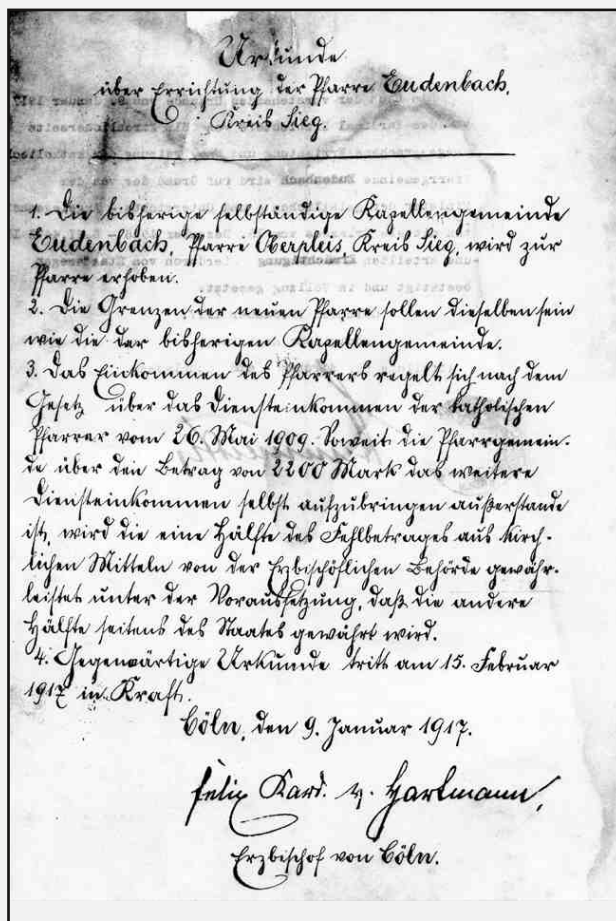 Urkunde
über Errichtung der Pfarre Eudenbach,
Kreis Sieg.
1. Die bisherige selbständige Kapellengemeinde
Eudenbach, Pfarre Oberpleis, Kreis Sieg, wird zur
Pfarre erhoben.
2. Die Grenzen der neuen Pfarre sollen dieselben sein
wie die der bisherigen Kapellengemeinde.
3. Das Einkommen des Pfarrers regelt sich nach dem
Gesetz über das Diensteinkommen der katholischen
Pfarrer vom 26. Mai 1909. Soweit die Pfarrgemein-
de über den Betrag von 2200 Mark das weitere
Diensteinkommen selbst aufzubringen außerstande
ist, wird die eine Hälfte des Fehlbetrages aus kirch-
lichen Mitteln von der Erzbischöflichen Behörde gewähr-
leistet unter der Voraussetzung, daß die andere
Hälfte seitens des Staates gewährt wird.
4. Gegenwärtige Urkunde tritt am 15. Februar
1917 in Kraft.
Cöln, den 9. Januar 1917.
Felix Kard. v. Hartmann,
Erzbischof von Cöln.